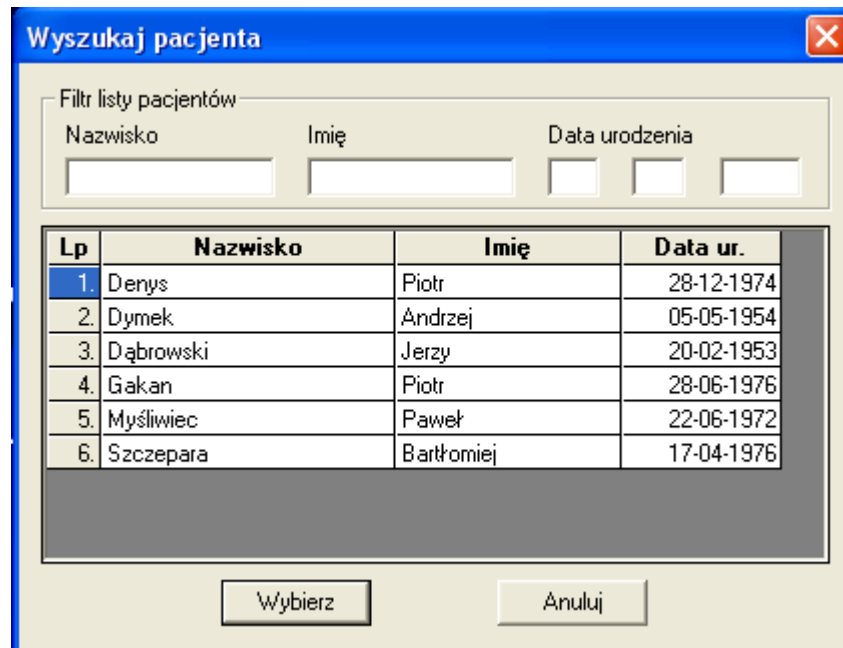 Wyszukaj pacjenta
Filtr listy pacjentów
Nazwisko Imię Data urodzenia
Lp Nazwisko Imię Data ur.
1. Denys Piotr 28-12-1974
2. Dymek Andrzej 05-05-1954
3. Dąbrowski Jerzy 20-02-1953
4. Gakan Piotr 28-06-1976
5. Myśliwiec Paweł 22-06-1972
6. Szczepara Bartłomiej 17-04-1976
Wybierz Anuluj